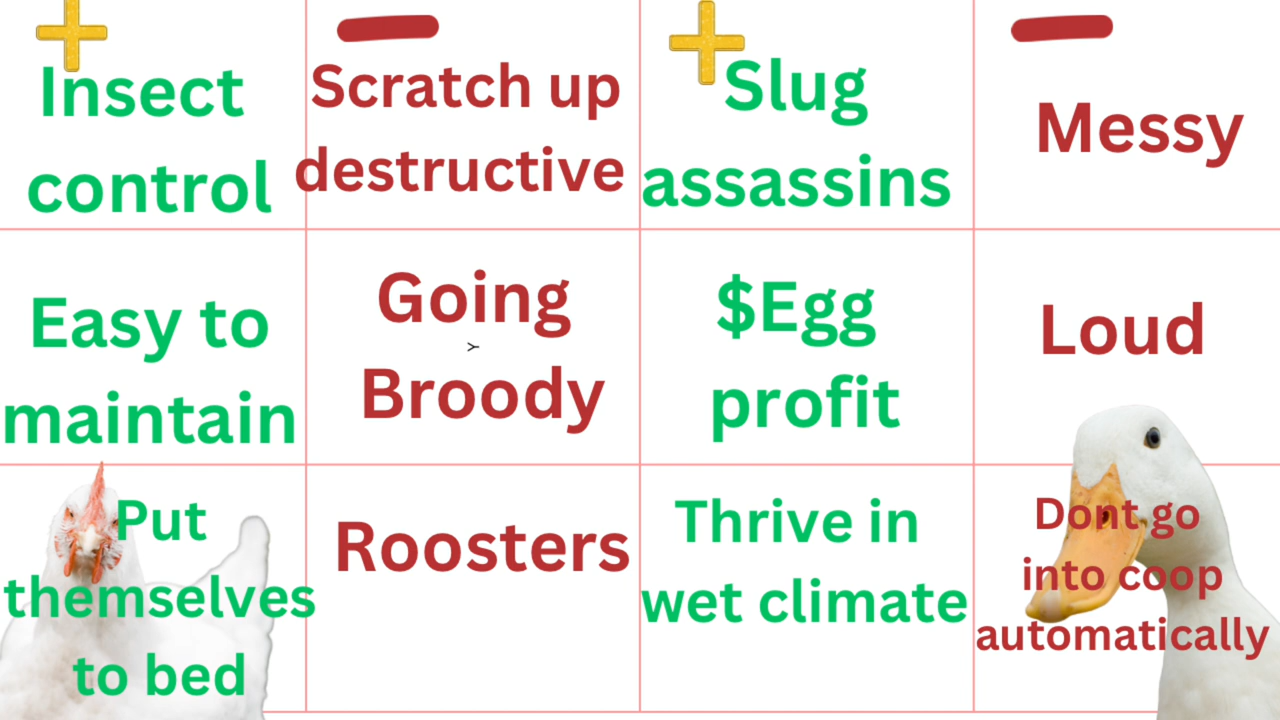 Insect
control
Scratch up
destructive
Slug
assassins
Messy
Easy to
maintain
Going
Broody
$Egg
profit
Loud
Put
themselves
to bed
Roosters
Thrive in
wet climate
Dont go
into coop
automatically